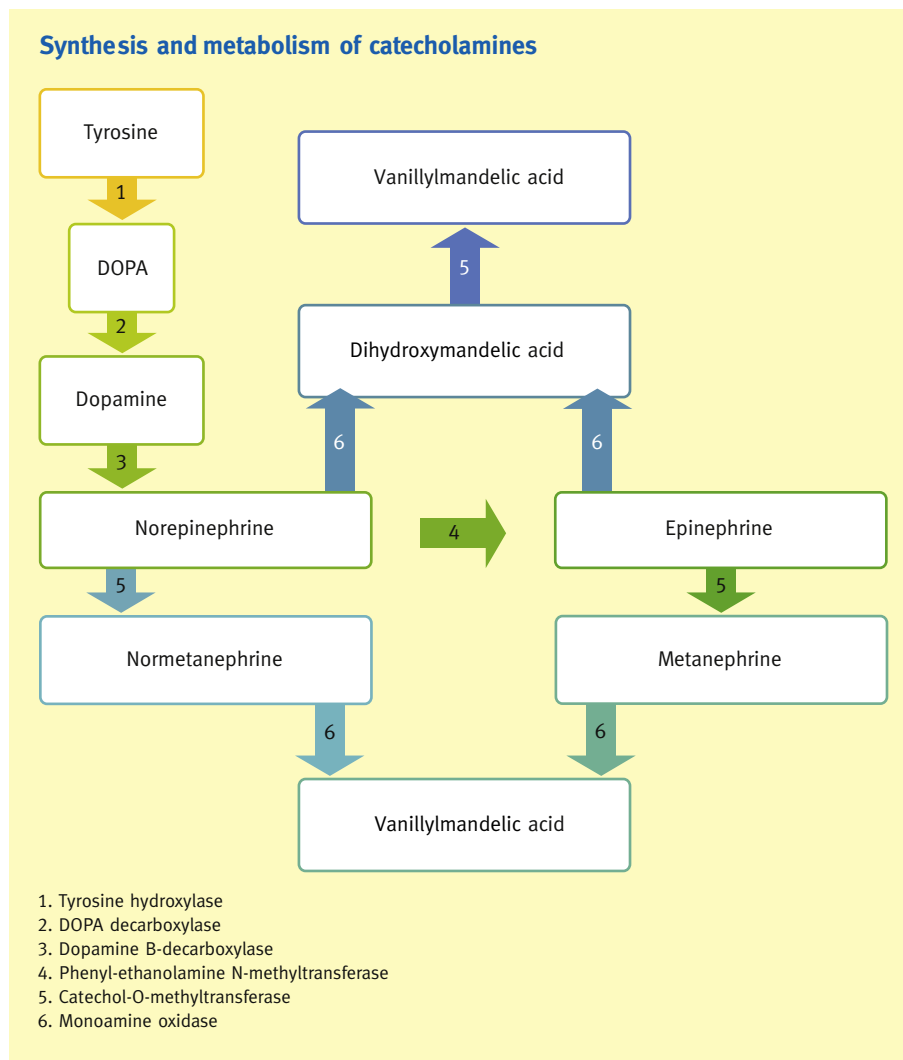 Synthesis and metabolism of catecholamines
Tyrosine
1
DOPA
2
Dopamine
3
Vanillylmandelic acid
5
Dihydroxymandelic acid
6
6
Norepinephrine
4
Epinephrine
5
5
Normetanephrine
Metanephrine
6
6
Vanillylmandelic acid
1. Tyrosine hydroxylase
2. DOPA decarboxylase
3. Dopamine B-decarboxylase
4. Phenyl-ethanolamine N-methyltransferase
5. Catechol-O-methyltransferase
6. Monoamine oxidase